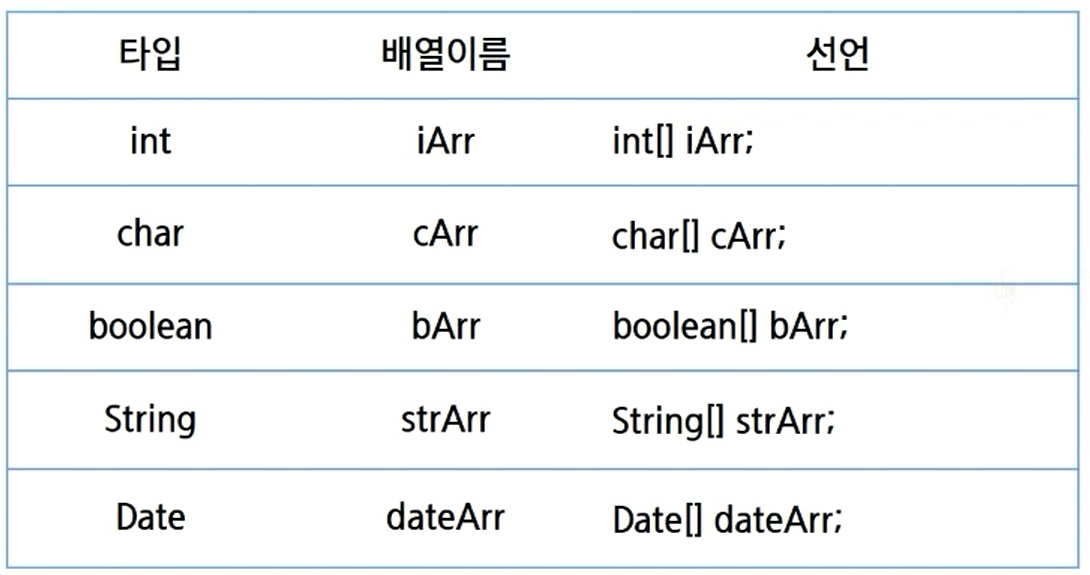 타입 배열이름 선언
int iArr int[] iArr;
char cArr char[] cArr;
boolean bArr boolean[] bArr;
String strArr String[] strArr;
Date dateArr Date[] dateArr;